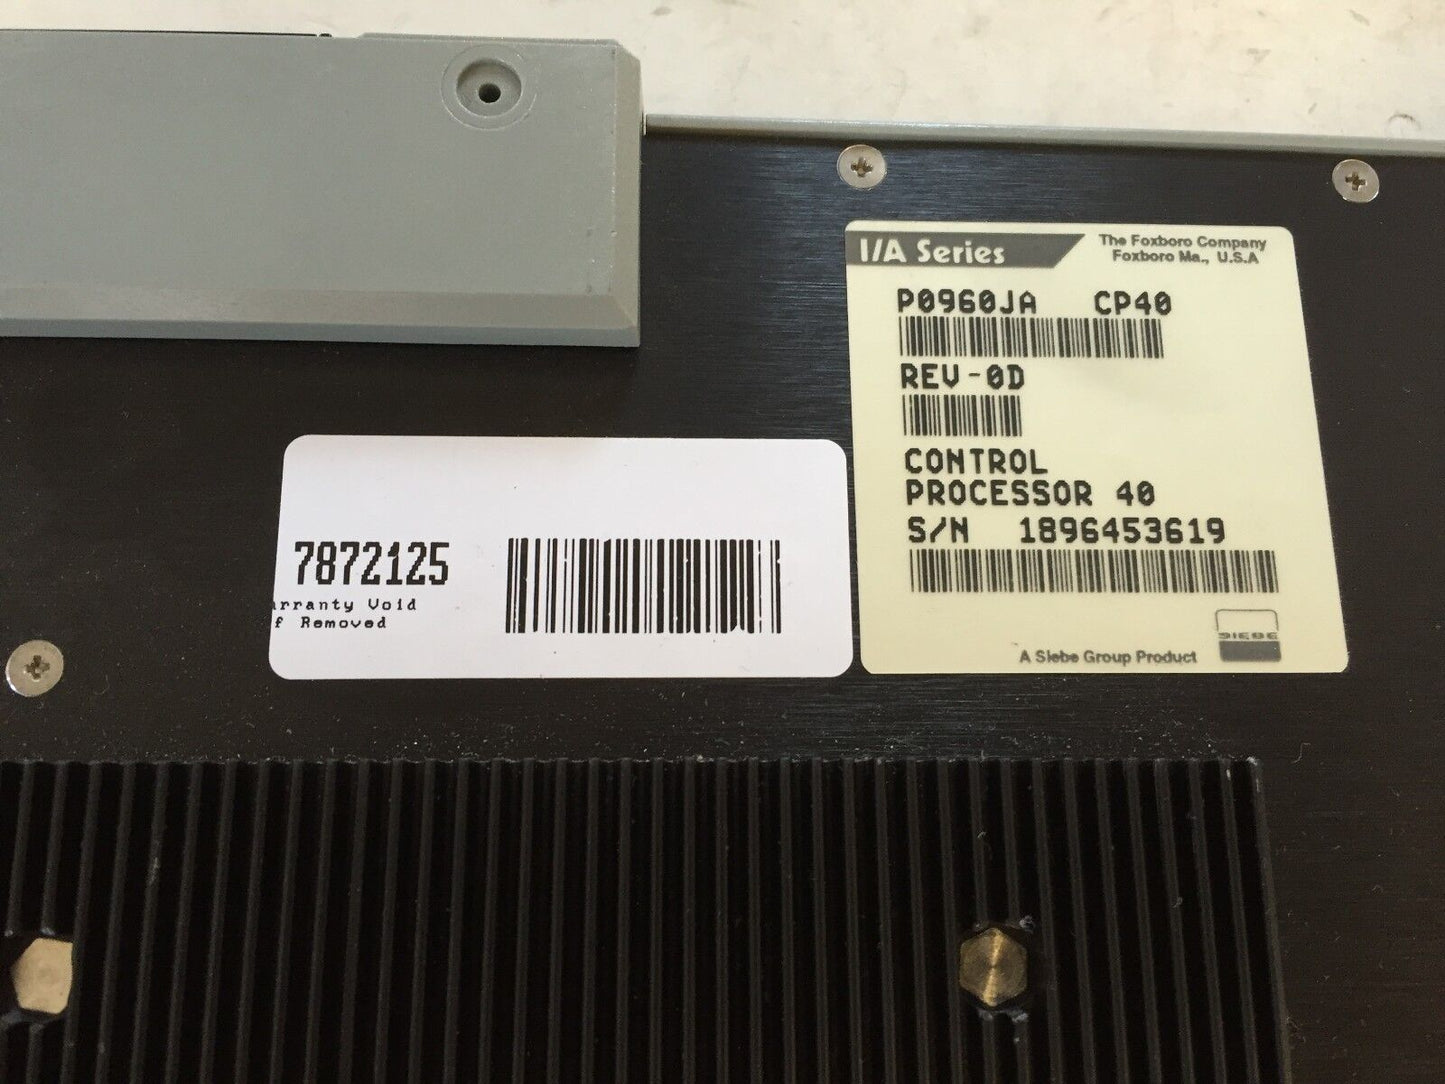 I/A Series
The Foxboro Company
Foxboro Ma., U.S.A
P0960JA CP40
REV-0D
CONTROL
PROCESSOR 40
S/N 1896453619
SIEBE
A Siebe Group Product
7872125
arranty Void
f Removed